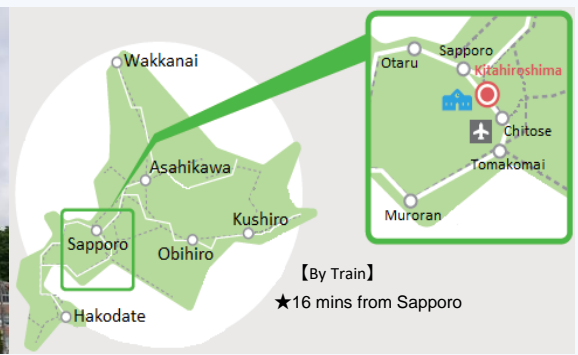 Wakkanai
Asahikawa
Sapporo
Obihiro
Kushiro
Hakodate
Otaru
Sapporo
Kitahiroshima
Chitose
Tomakomai
Muroran
【By Train】
★16 mins from Sapporo